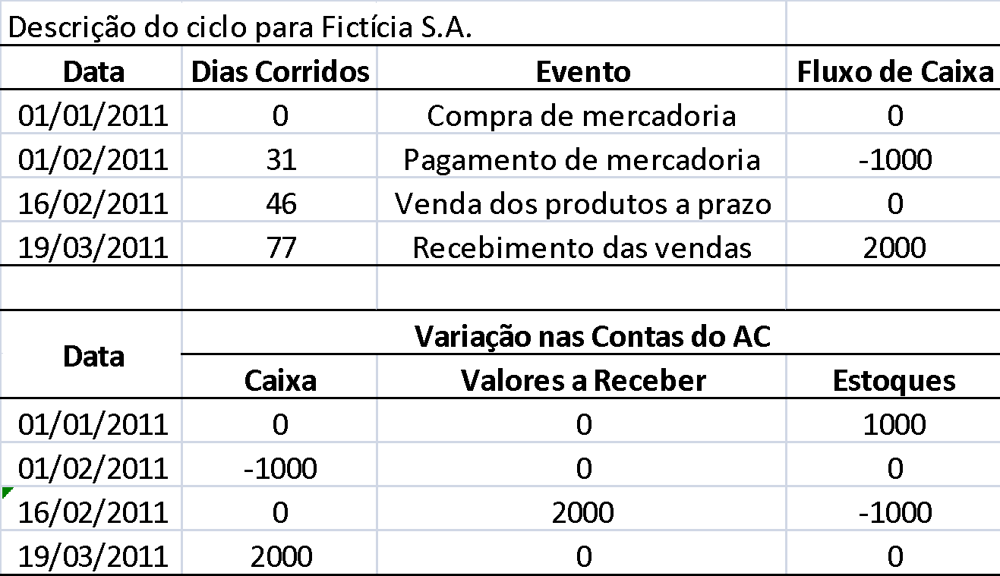 Descrição do ciclo para Fictícia S.A.
Data Dias Corridos Evento Fluxo de Caixa
01/01/2011 0 Compra de mercadoria 0
01/02/2011 31 Pagamento de mercadoria -1000
16/02/2011 46 Venda dos produtos a prazo 0
19/03/2011 77 Recebimento das vendas 2000
Variação nas Contas do AC
Data
Caixa Valores a Receber Estoques
01/01/2011 0 0 1000
01/02/2011 -1000 0 0
16/02/2011 0 2000 -1000
19/03/2011 2000 0 0